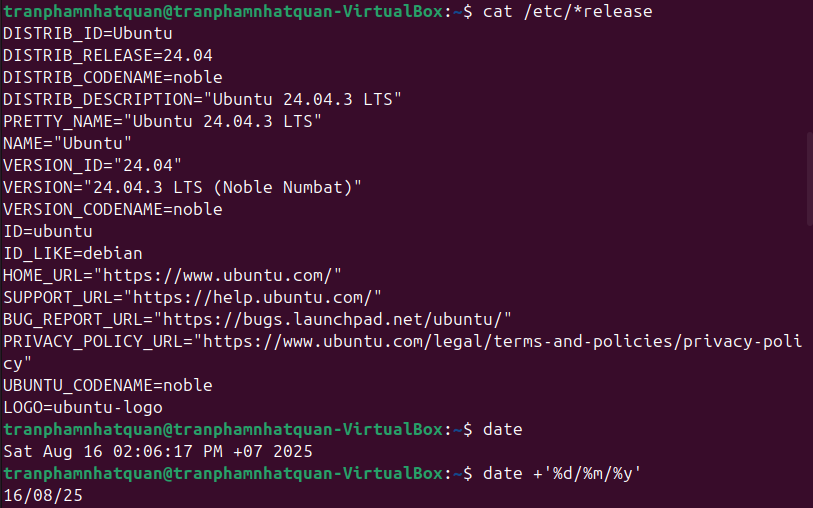 tranphamnhatquan@tranphamnhatquan-VirtualBox:~$ cat /etc/*release
DISTRIB_ID=Ubuntu
DISTRIB_RELEASE=24.04
DISTRIB_CODENAME=noble
DISTRIB_DESCRIPTION="Ubuntu 24.04.3 LTS"
PRETTY_NAME="Ubuntu 24.04.3 LTS"
NAME="Ubuntu"
VERSION_ID="24.04"
VERSION="24.04.3 LTS (Noble Numbat)"
VERSION_CODENAME=noble
ID=ubuntu
ID_LIKE=debian
HOME_URL="https://www.ubuntu.com/"
SUPPORT_URL="https://help.ubuntu.com/"
BUG_REPORT_URL="https://bugs.launchpad.net/ubuntu/"
PRIVACY_POLICY_URL="https://www.ubuntu.com/legal/terms-and-policies/privacy-poli
cy"
UBUNTU_CODENAME=noble
LOGO=ubuntu-logo
tranphamnhatquan@tranphamnhatquan-VirtualBox:~$ date
Sat Aug 16 02:06:17 PM +07 2025
tranphamnhatquan@tranphamnhatquan-VirtualBox:~$ date +'%d/%m/%y'
16/08/25